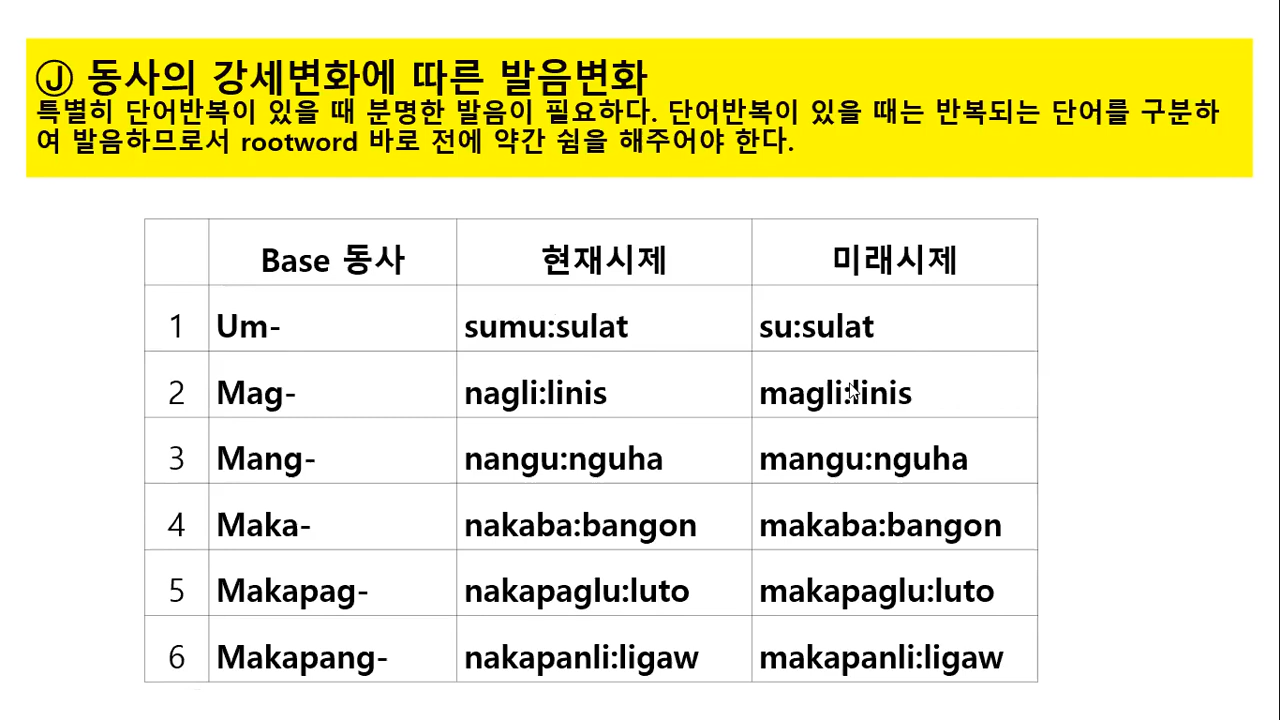 Ⓙ 동사의 강세변화에 따른 발음변화
특별히 단어반복이 있을 때 분명한 발음이 필요하다. 단어반복이 있을 때는 반복되는 단어를 구분하
여 발음하므로서 rootword 바로 전에 약간 쉼을 해주어야 한다.
Base 동사 현재시제 미래시제
1 Um- sumu:sulat su:sulat
2 Mag- nagli:linis magli:linis
3 Mang- nangu:nguha mangu:nguha
4 Maka- nakaba:bangon makaba:bangon
5 Makapag- nakapaglu:luto makapaglu:luto
6 Makapang- nakapanli:ligaw makapanli:ligaw